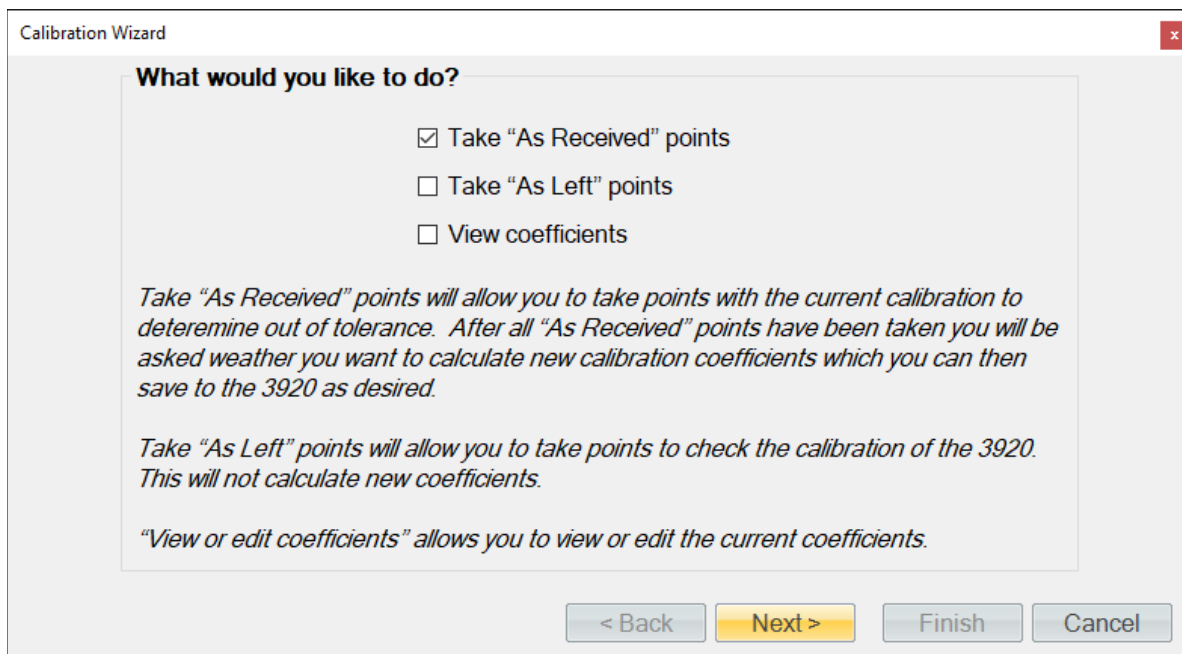 Calibration Wizard
x
What would you like to do?
Take “As Received” points
Take “As Left” points
View coefficients
Take “As Received” points will allow you to take points with the current calibration to
deteremine out of tolerance.  After all “As Received” points have been taken you will be
asked weather you want to calculate new calibration coefficients which you can then
save to the 3920 as desired.
Take “As Left” points will allow you to take points to check the calibration of the 3920.
This will not calculate new coefficients.
“View or edit coefficients” allows you to view or edit the current coefficients.
< Back Next > Finish Cancel